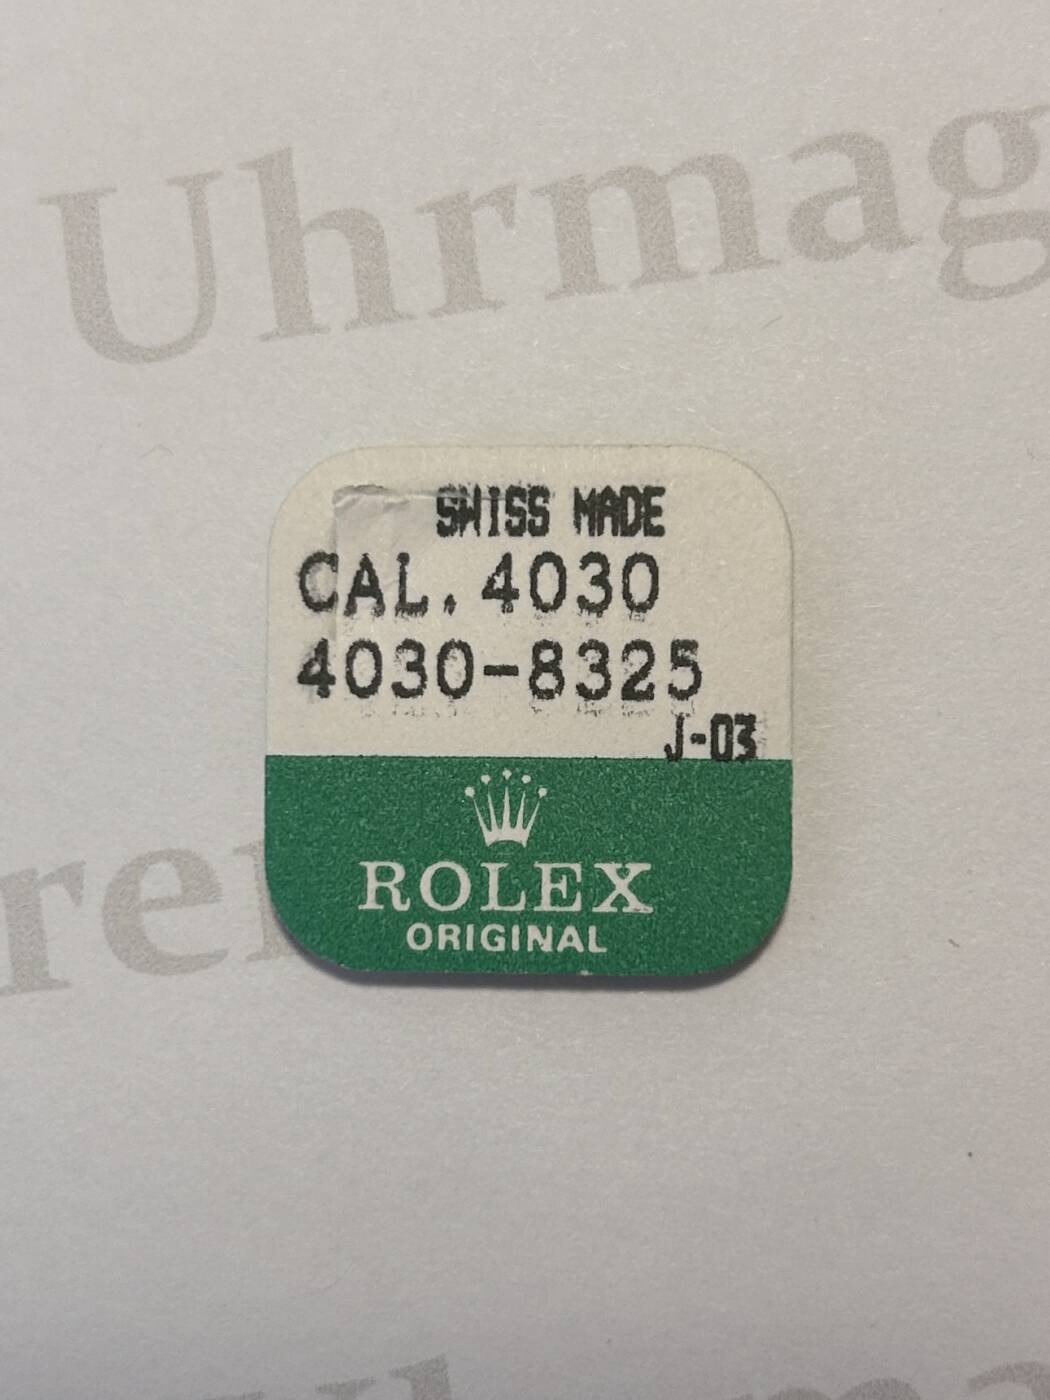 Uhrmag
SWISS MADE
CAL. 4030
4030-8325
J-03
ROLEX
ORIGINAL